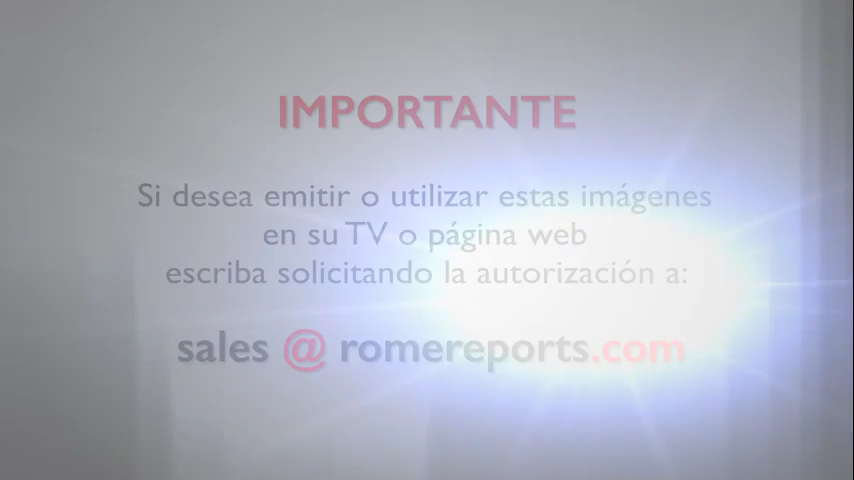 IMPORTANTE
Si desea emitir o utilizar estas imágenes
en su TV o página web
escriba solicitando la autorización a:
sales @ romereports.com